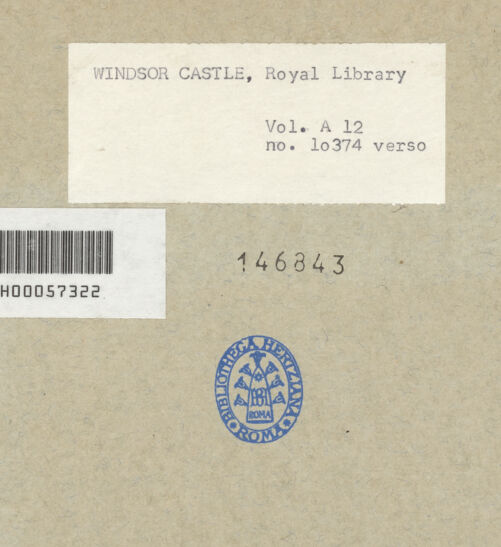 WINDSOR CASTLE, Royal Library
Vol. A 12
no. lo374 verso
H00057322
146843
BIBLIOTHECA HERTZIANA
ROMA
ROMA